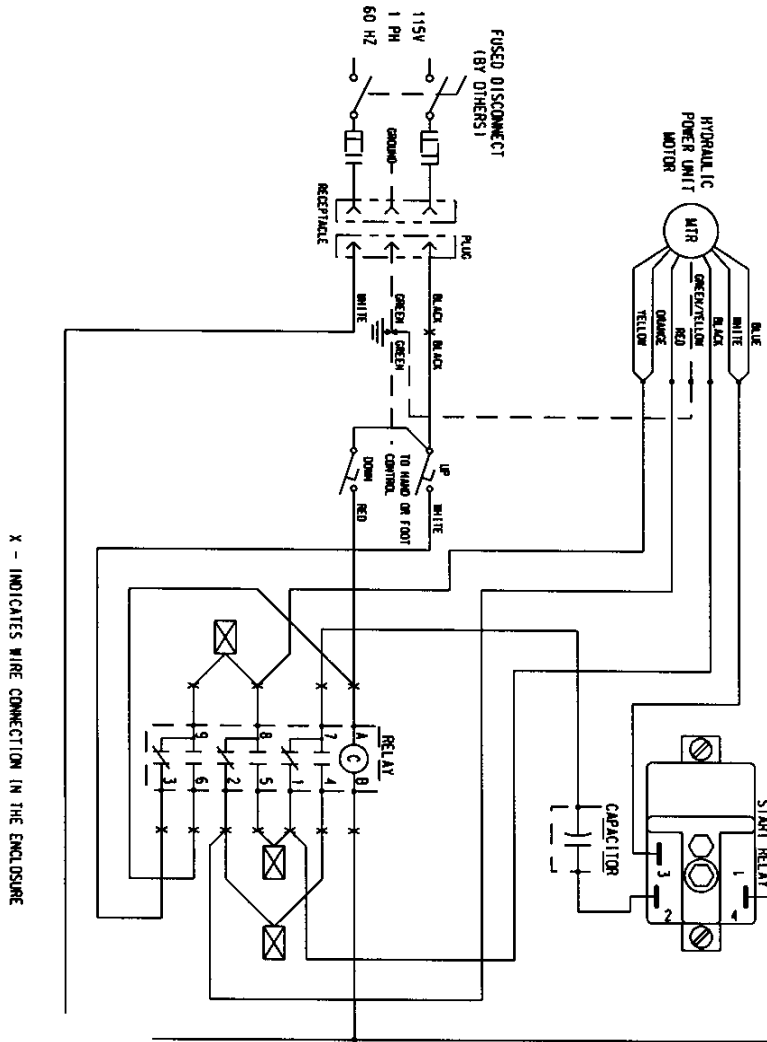 115V
1 PH
60 HZ
FUSED DISCONNECT
(BY OTHERS)
GROUND
RECEPTACLE
PLUG
WHITE
GREEN
GREEN
BLACK
BLACK
HYDRAULIC
POWER UNIT
MOTOR
MTR
BLUE
WHITE
BLACK
GREEN/YELLOW
RED
ORANGE
YELLOW
UP
WHITE
TO HAND OR FOOT
CONTROL
DOWN
RED
RELAY
A
C
B
7
4
1
8
5
2
9
6
3
CAPACITOR
START RELAY
3
1
2
4
X - INDICATES WIRE CONNECTION IN THE ENCLOSURE